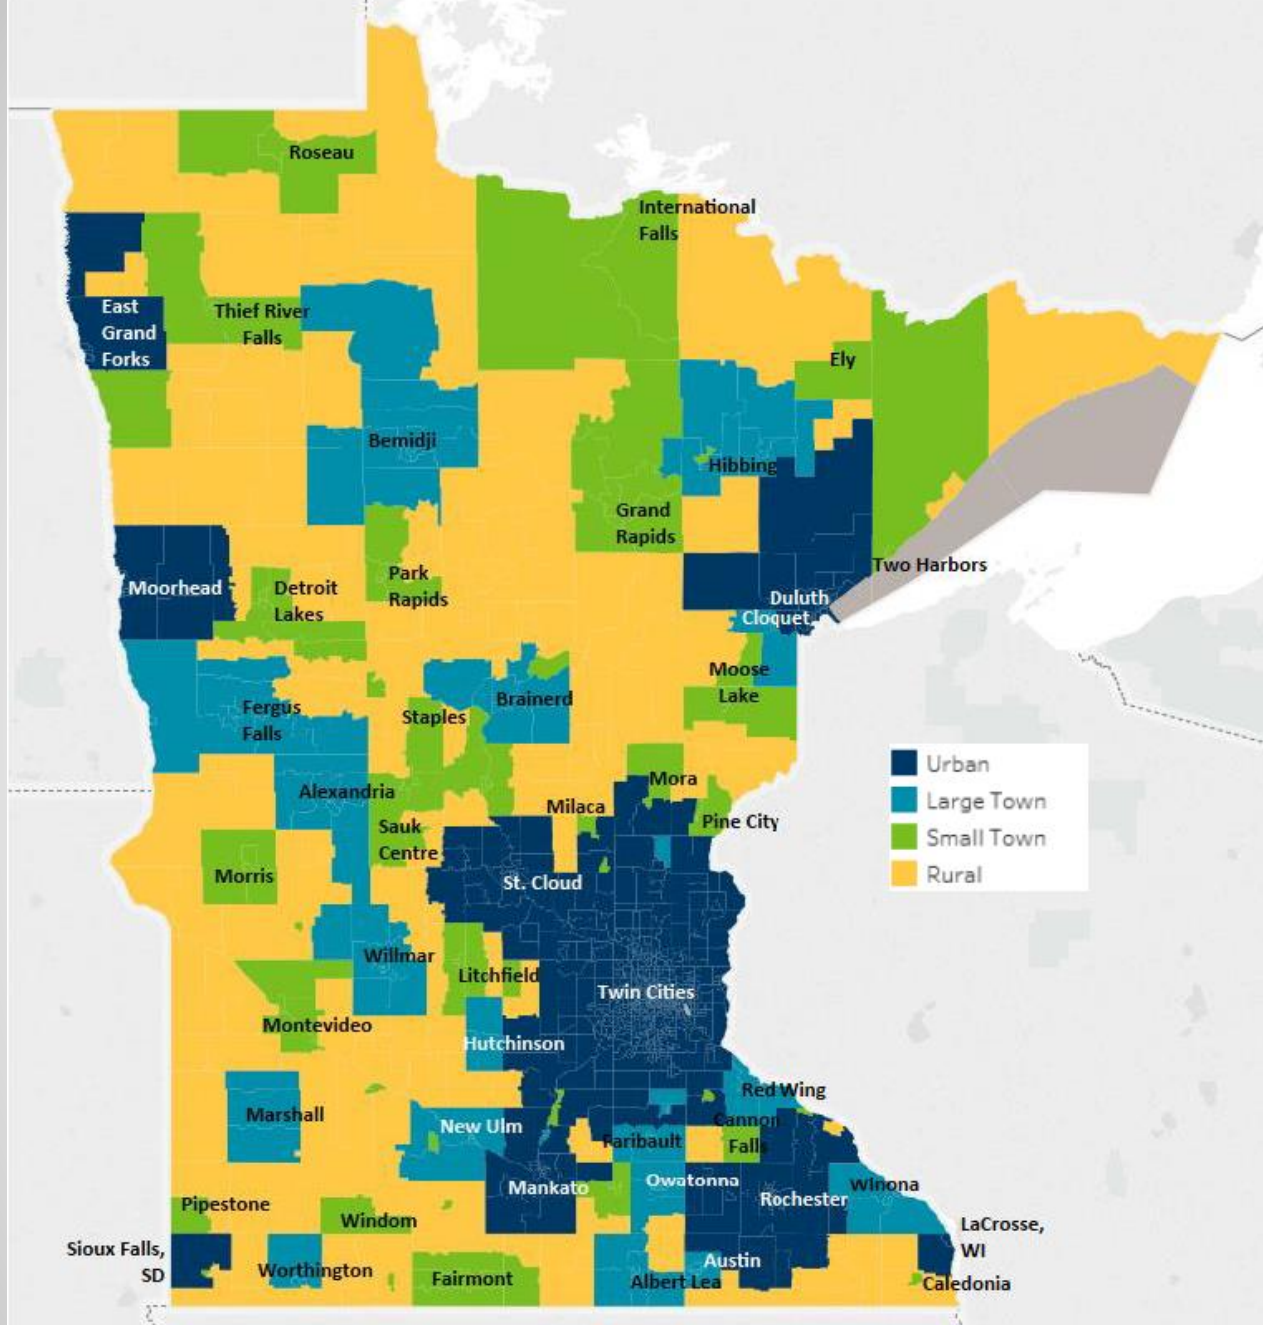 Roseau
International
Falls
East
Grand
Forks
Thief River
Falls
Ely
Bemidji
Hibbing
Grand
Rapids
Two Harbors
Moorhead
Detroit
Lakes
Park
Rapids
Duluth
Cloquet
Moose
Lake
Fergus
Falls
Staples
Brainerd
Urban
Large Town
Small Town
Rural
Alexandria
Mora
Milaca
Pine City
Sauk
Centre
Morris
St. Cloud
Willmar
Litchfield
Twin Cities
Montevideo
Hutchinson
Red Wing
Marshall
New Ulm
Cannon
Falls
Faribault
Mankato
Owatonna
Rochester
Winona
Pipestone
Windom
LaCrosse,
WI
Sioux Falls,
SD
Worthington
Fairmont
Austin
Albert Lea
Caledonia